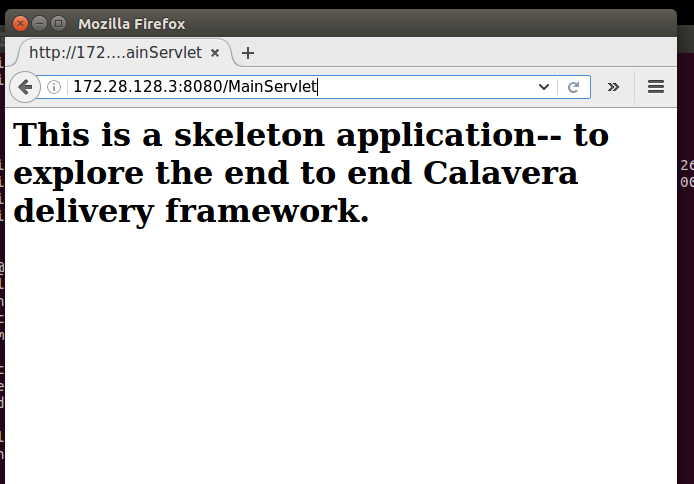 Mozilla Firefox
http://172....ainServlet
172.28.128.3:8080/MainServlet
This is a skeleton application-- to
explore the end to end Calavera
delivery framework.